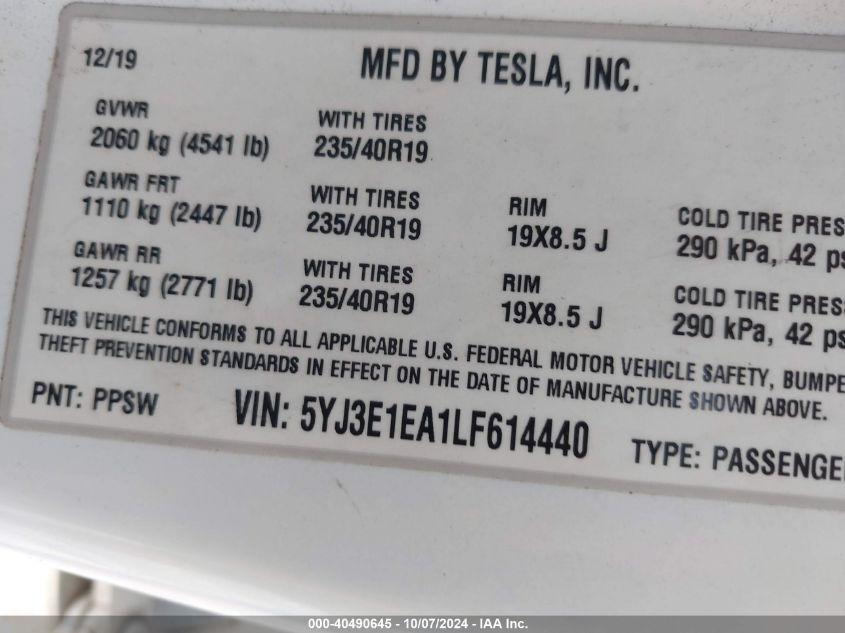 12/19
MFD BY TESLA, INC.
GVWR
2060 kg (4541 lb)
WITH TIRES
235/40R19
GAWR FRT
1110 kg (2447 lb)
WITH TIRES
235/40R19
RIM
19X8.5 J
COLD TIRE PRES
290 kPa, 42 ps
GAWR RR
1257 kg (2771 lb)
WITH TIRES
235/40R19
RIM
19X8.5 J
COLD TIRE PRES
290 kPa, 42 ps
THIS VEHICLE CONFORMS TO ALL APPLICABLE U.S. FEDERAL MOTOR VEHICLE SAFETY, BUMPE
THEFT PREVENTION STANDARDS IN EFFECT ON THE DATE OF MANUFACTURE SHOWN ABOVE.
PNT: PPSW
VIN: 5YJ3E1EA1LF614440
TYPE: PASSENGE
000-40490645 - 10/07/2024 - IAA Inc.